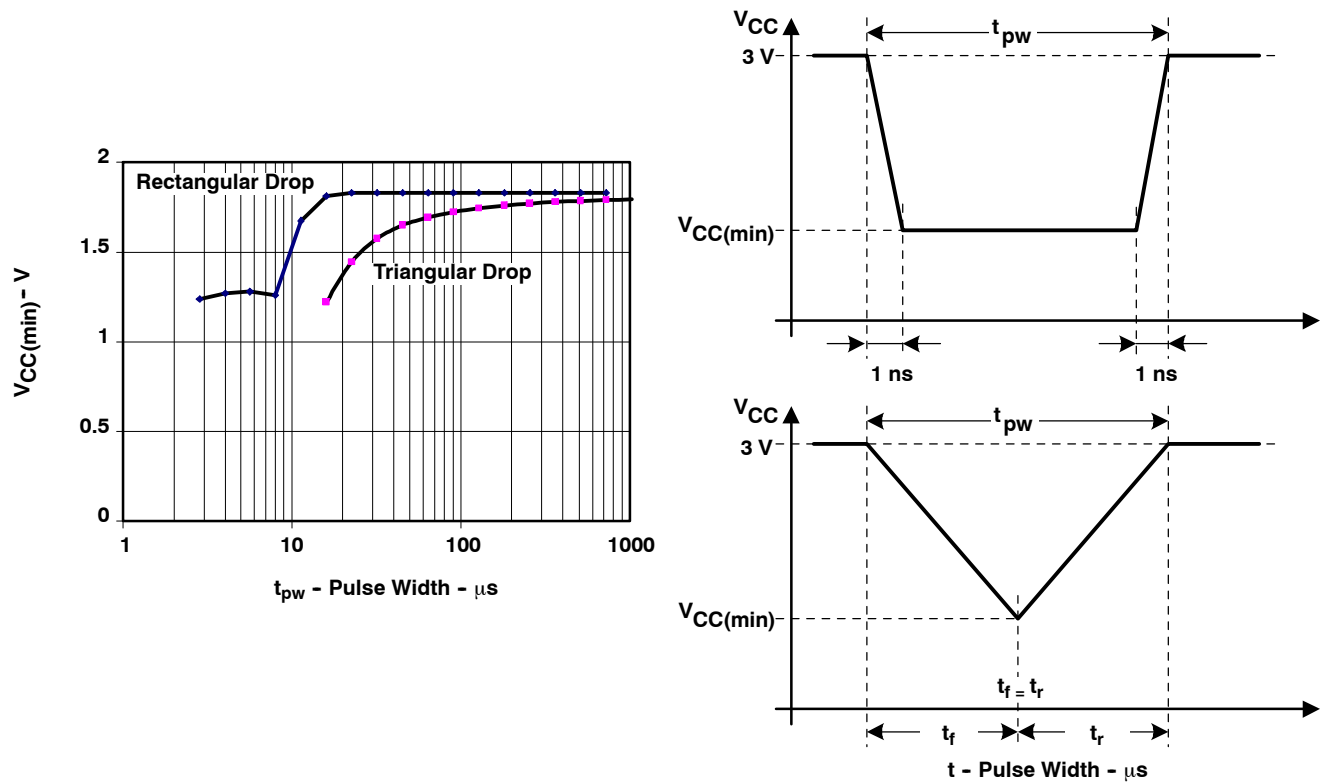 2
1.5
1
0.5
0
V CC(min) - V
Rectangular Drop
Triangular Drop
1
10
100
1000
tpw - Pulse Width - μs
VCC
tpw
3 V
VCC(min)
1 ns
1 ns
VCC
tpw
3 V
VCC(min)
tf = tr
tf
tr
t - Pulse Width - μs